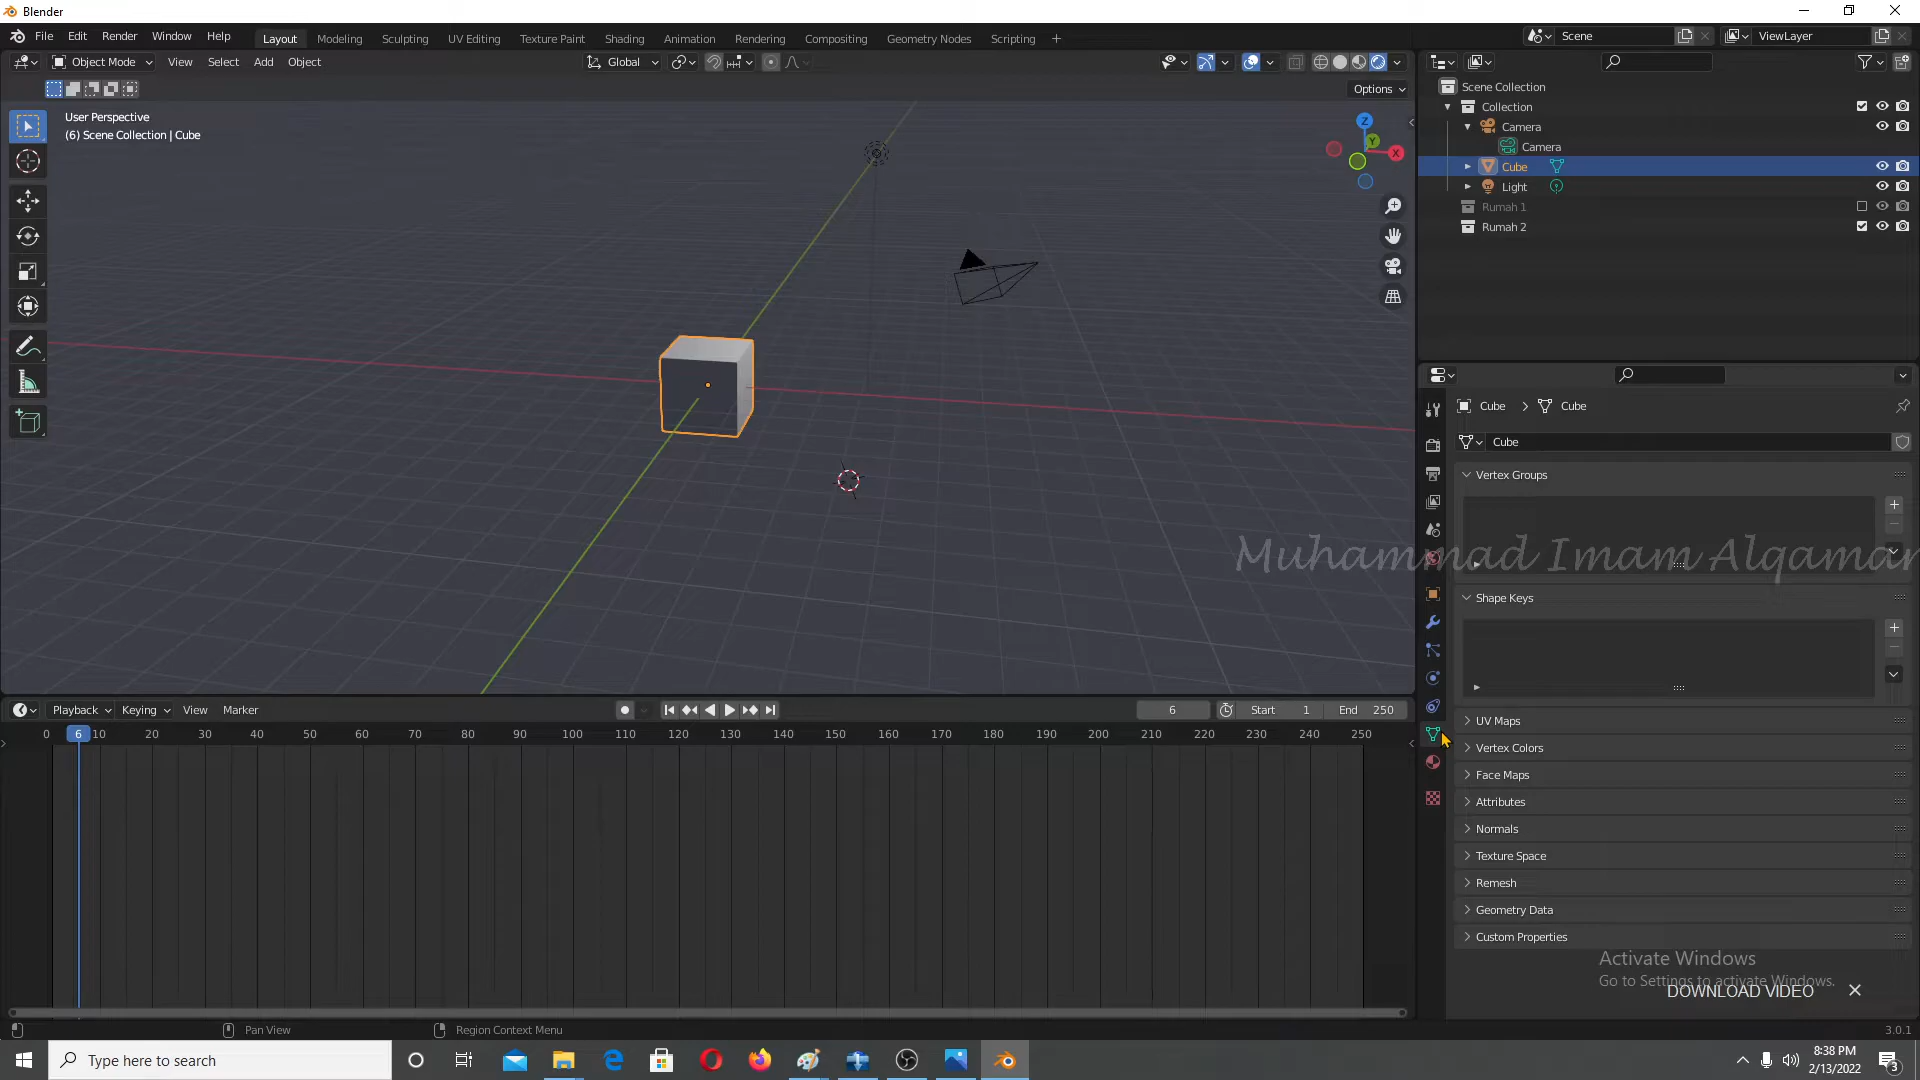 Blender
File Edit Render Window Help
Layout Modeling Sculpting UV Editing Texture Paint Shading Animation Rendering Compositing Geometry Nodes Scripting +
Scene
ViewLayer
Object Mode View Select Add Object
Global
Options
User Perspective
(6) Scene Collection | Cube
Z
Y
X
Scene Collection
Collection
Camera
Camera
Cube
Light
Rumah 1
Rumah 2
Cube > Cube
Cube
Vertex Groups
Muhammad Imam Alqamar
Shape Keys
UV Maps
Vertex Colors
Face Maps
Attributes
Normals
Texture Space
Remesh
Geometry Data
Custom Properties
Playback Keying View Marker
6
Start 1
End 250
0 6 10 20 30 40 50 60 70 80 90 100 110 120 130 140 150 160 170 180 190 200 210 220 230 240 250
Activate Windows
Go to Settings to activate Windows.
DOWNLOAD VIDEO
Pan View
Region Context Menu
3.0.1
Type here to search
8:38 PM
2/13/2022
3